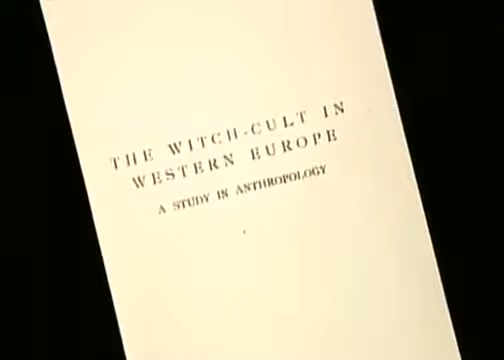 THE WITCH-CULT IN
WESTERN EUROPE
A STUDY IN ANTHROPOLOGY